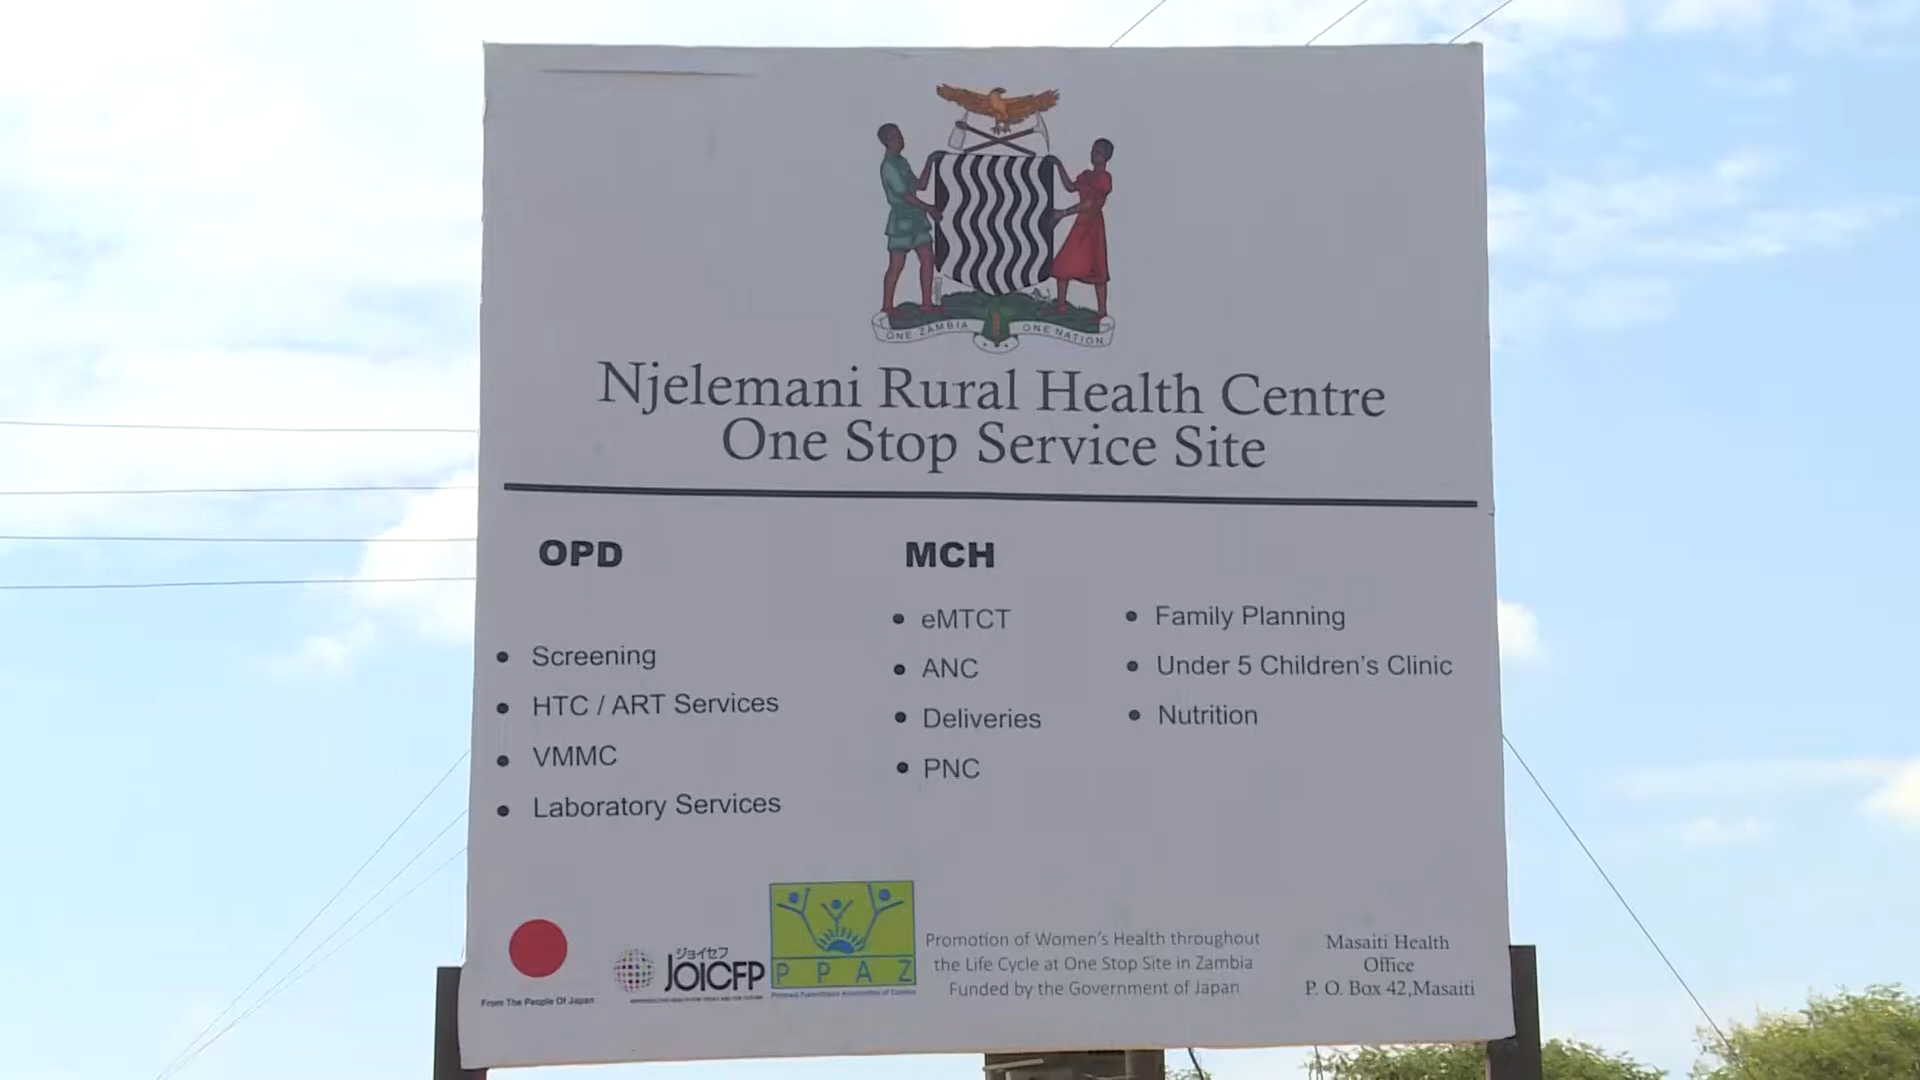 ONE ZAMBIA ONE NATION
Njelemani Rural Health Centre
One Stop Service Site
OPD
Screening
HTC / ART Services
VMMC
Laboratory Services
MCH
eMTCT
ANC
Deliveries
PNC
Family Planning
Under 5 Children's Clinic
Nutrition
From The People Of Japan
ジョイセフ
JOICFP
PPAZ
Promotion of Women's Health throughout
the Life Cycle at One Stop Site in Zambia
Funded by the Government of Japan
Masaiti Health
Office
P. O. Box 42,Masaiti